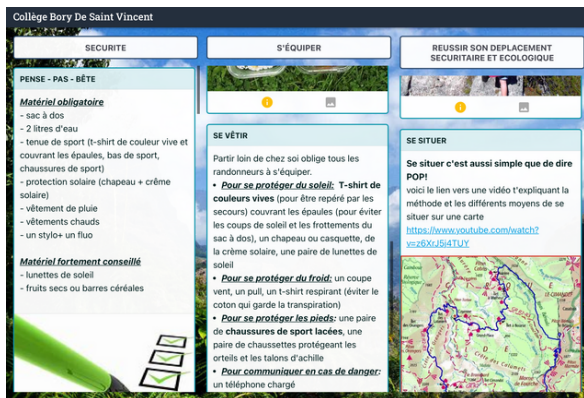 Collège Bory De Saint Vincent
SECURITE
PENSE - PAS - BÊTE
Matériel obligatoire
- sac à dos
- 2 litres d'eau
- tenue de sport (t-shirt de couleur vive et
couvrant les épaules, bas de sport,
chaussures de sport)
- protection solaire (chapeau + crême
solaire)
- vêtement de pluie
- vêtements chauds
- un stylo+ un fluo
Matériel fortement conseillé
- lunettes de soleil
- fruits secs ou barres céréales
S'ÉQUIPER
SE VÊTIR
Partir loin de chez soi oblige tous les
randonneurs à s'équiper.
• Pour se protéger du soleil: T-shirt de
couleurs vives (pour être repéré par les
secours) couvrant les épaules (pour éviter
les coups de soleil et les frottements du
sac à dos), un chapeau ou casquette, de
la crème solaire, une paire de lunettes de
soleil
• Pour se protéger du froid: un coupe
vent, un pull, un t-shirt respirant (éviter le
coton qui garde la transpiration)
• Pour se protéger les pieds: une paire
de chaussures de sport lacées, une
paire de chaussettes protégeant les
orteils et les talons d'achille
• Pour communiquer en cas de danger:
un téléphone chargé
REUSSIR SON DEPLACEMENT
SECURITAIRE ET ECOLOGIQUE
SE SITUER
Se situer c'est aussi simple que de dire
POP!
voici le lien vers une vidéo t'expliquant la
méthode et les différents moyens de se
situer sur une carte
https://www.youtube.com/watch?
v=z6XrJ5j4TUY